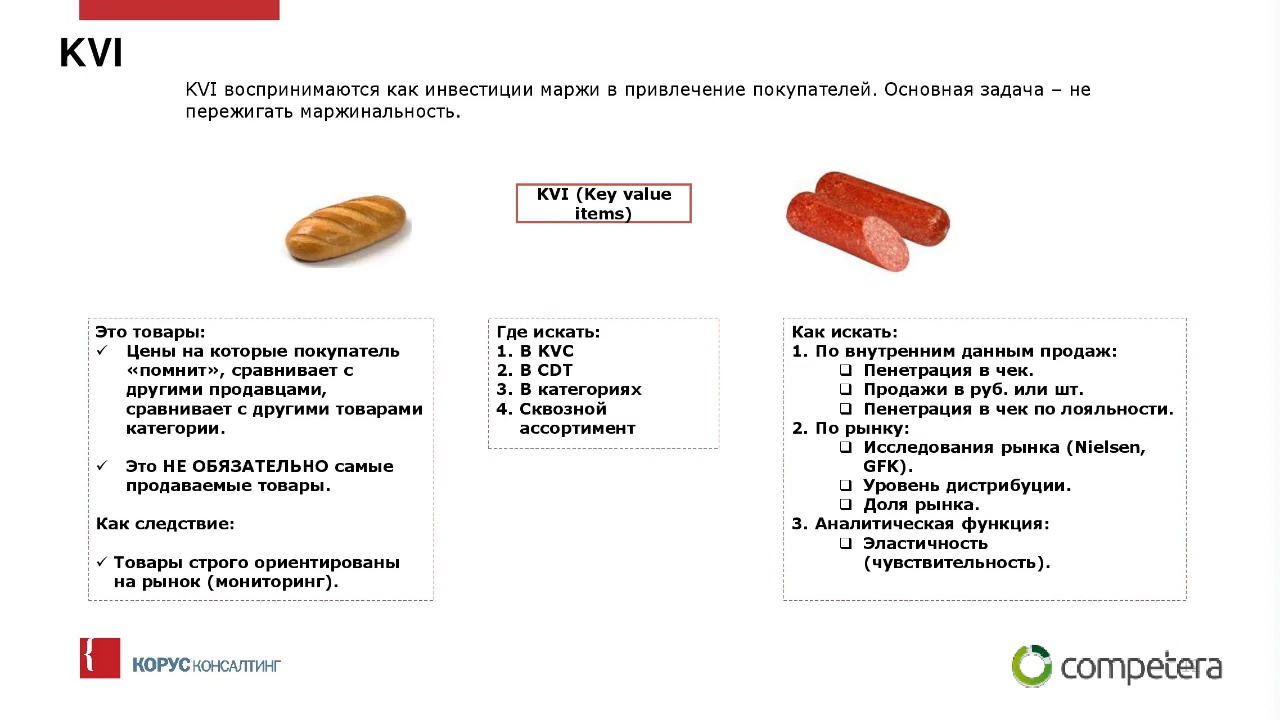 KVI
KVI воспринимаются как инвестиции маржи в привлечение покупателей. Основная задача – не
пережигать маржинальность.
KVI (Key value
items)
Это товары:
✓ Цены на которые покупатель
«помнит», сравнивает с
другими продавцами,
сравнивает с другими товарами
категории.
✓ Это НЕ ОБЯЗАТЕЛЬНО самые
продаваемые товары.
Как следствие:
✓ Товары строго ориентированы
на рынок (мониторинг).
Где искать:
1. В KVC
2. В CDT
3. В категориях
4. Сквозной
ассортимент
Как искать:
1. По внутренним данным продаж:
❑ Пенетрация в чек.
❑ Продажи в руб. или шт.
❑ Пенетрация в чек по лояльности.
2. По рынку:
❑ Исследования рынка (Nielsen,
GFK).
❑ Уровень дистрибуции.
❑ Доля рынка.
3. Аналитическая функция:
❑ Эластичность
(чувствительность).
КОРУС КОНСАЛТИНГ
competera